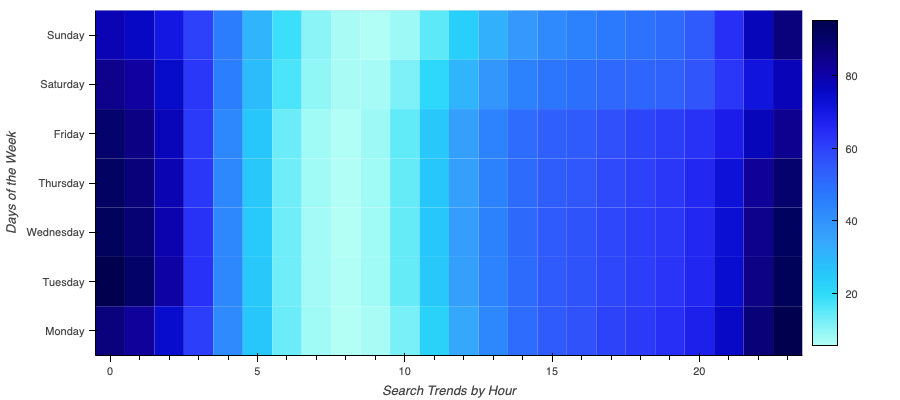 Days of the Week
Sunday
Saturday
Friday
Thursday
Wednesday
Tuesday
Monday
0 5 10 15 20
Search Trends by Hour
80
60
40
20